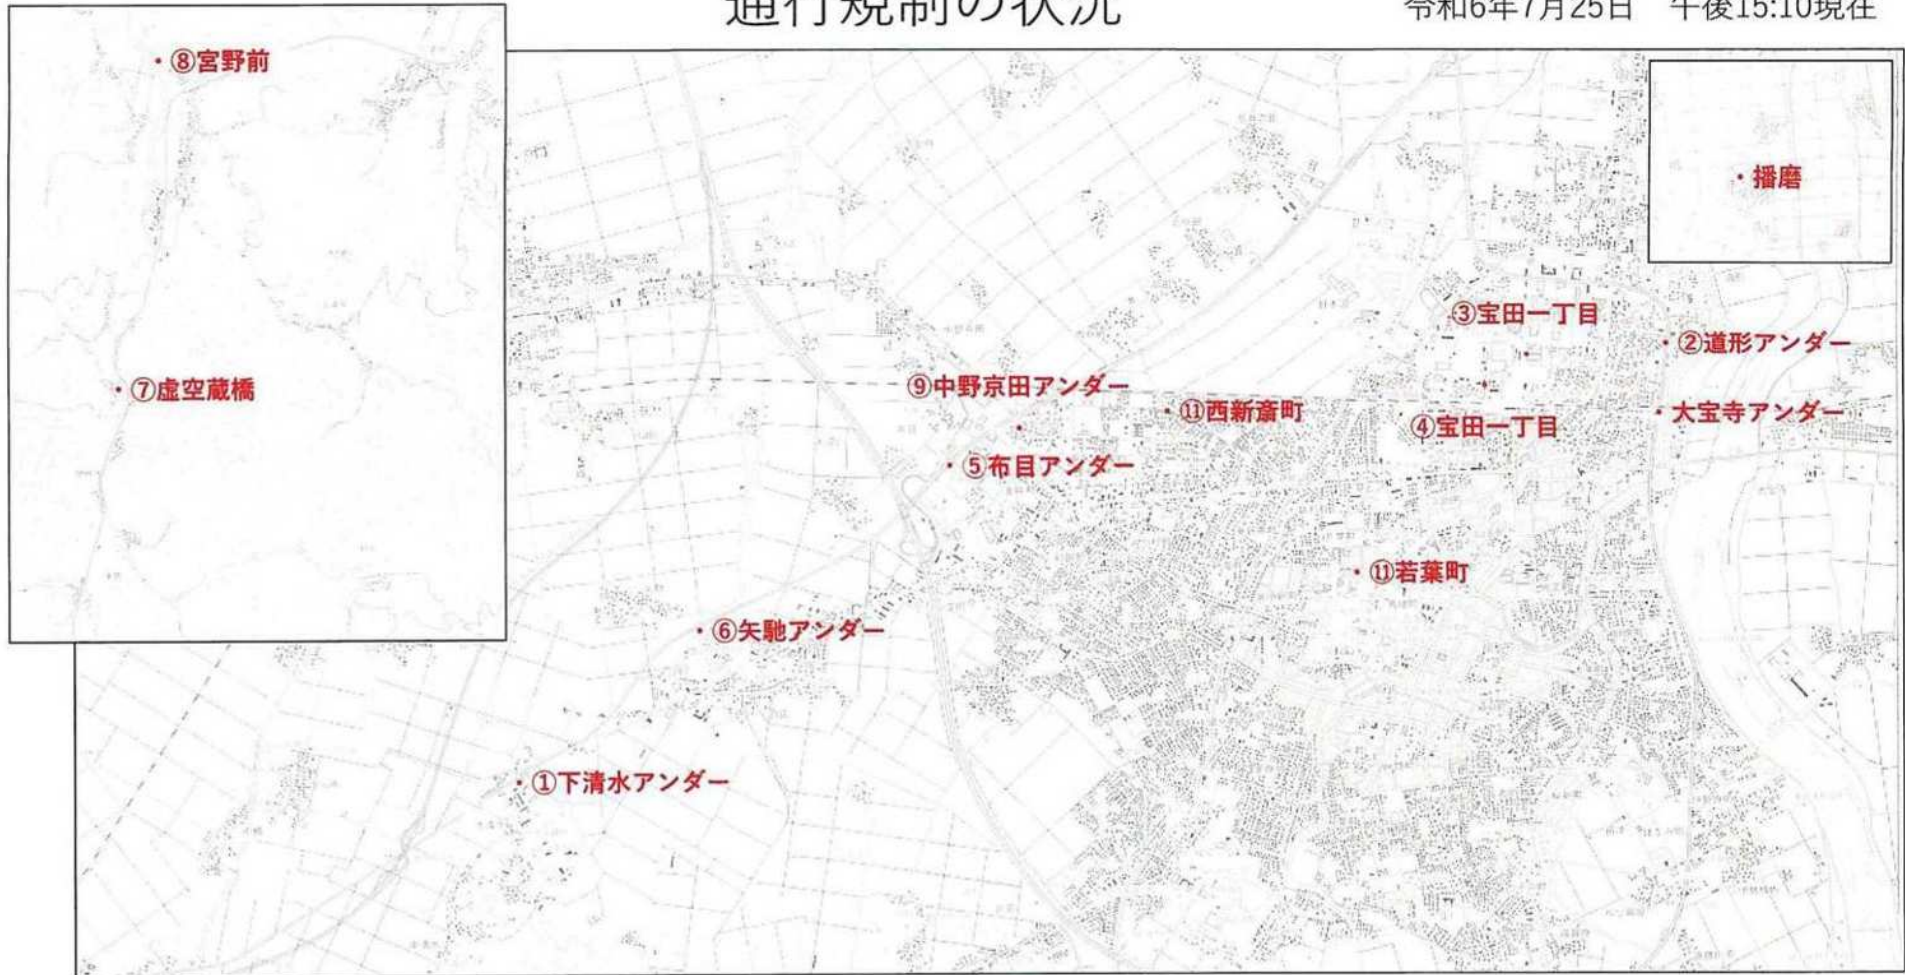 通行規制の状況
令和6年7月25日　午後15:10現在
・⑧宮野前
・播磨
③宝田一丁目
・②道形アンダー
・⑦虚空蔵橋
⑨中野京田アンダー
・⑪西新斎町
④宝田一丁目
・大宝寺アンダー
・⑤布目アンダー
・⑪若葉町
・⑥矢馳アンダー
・①下清水アンダー